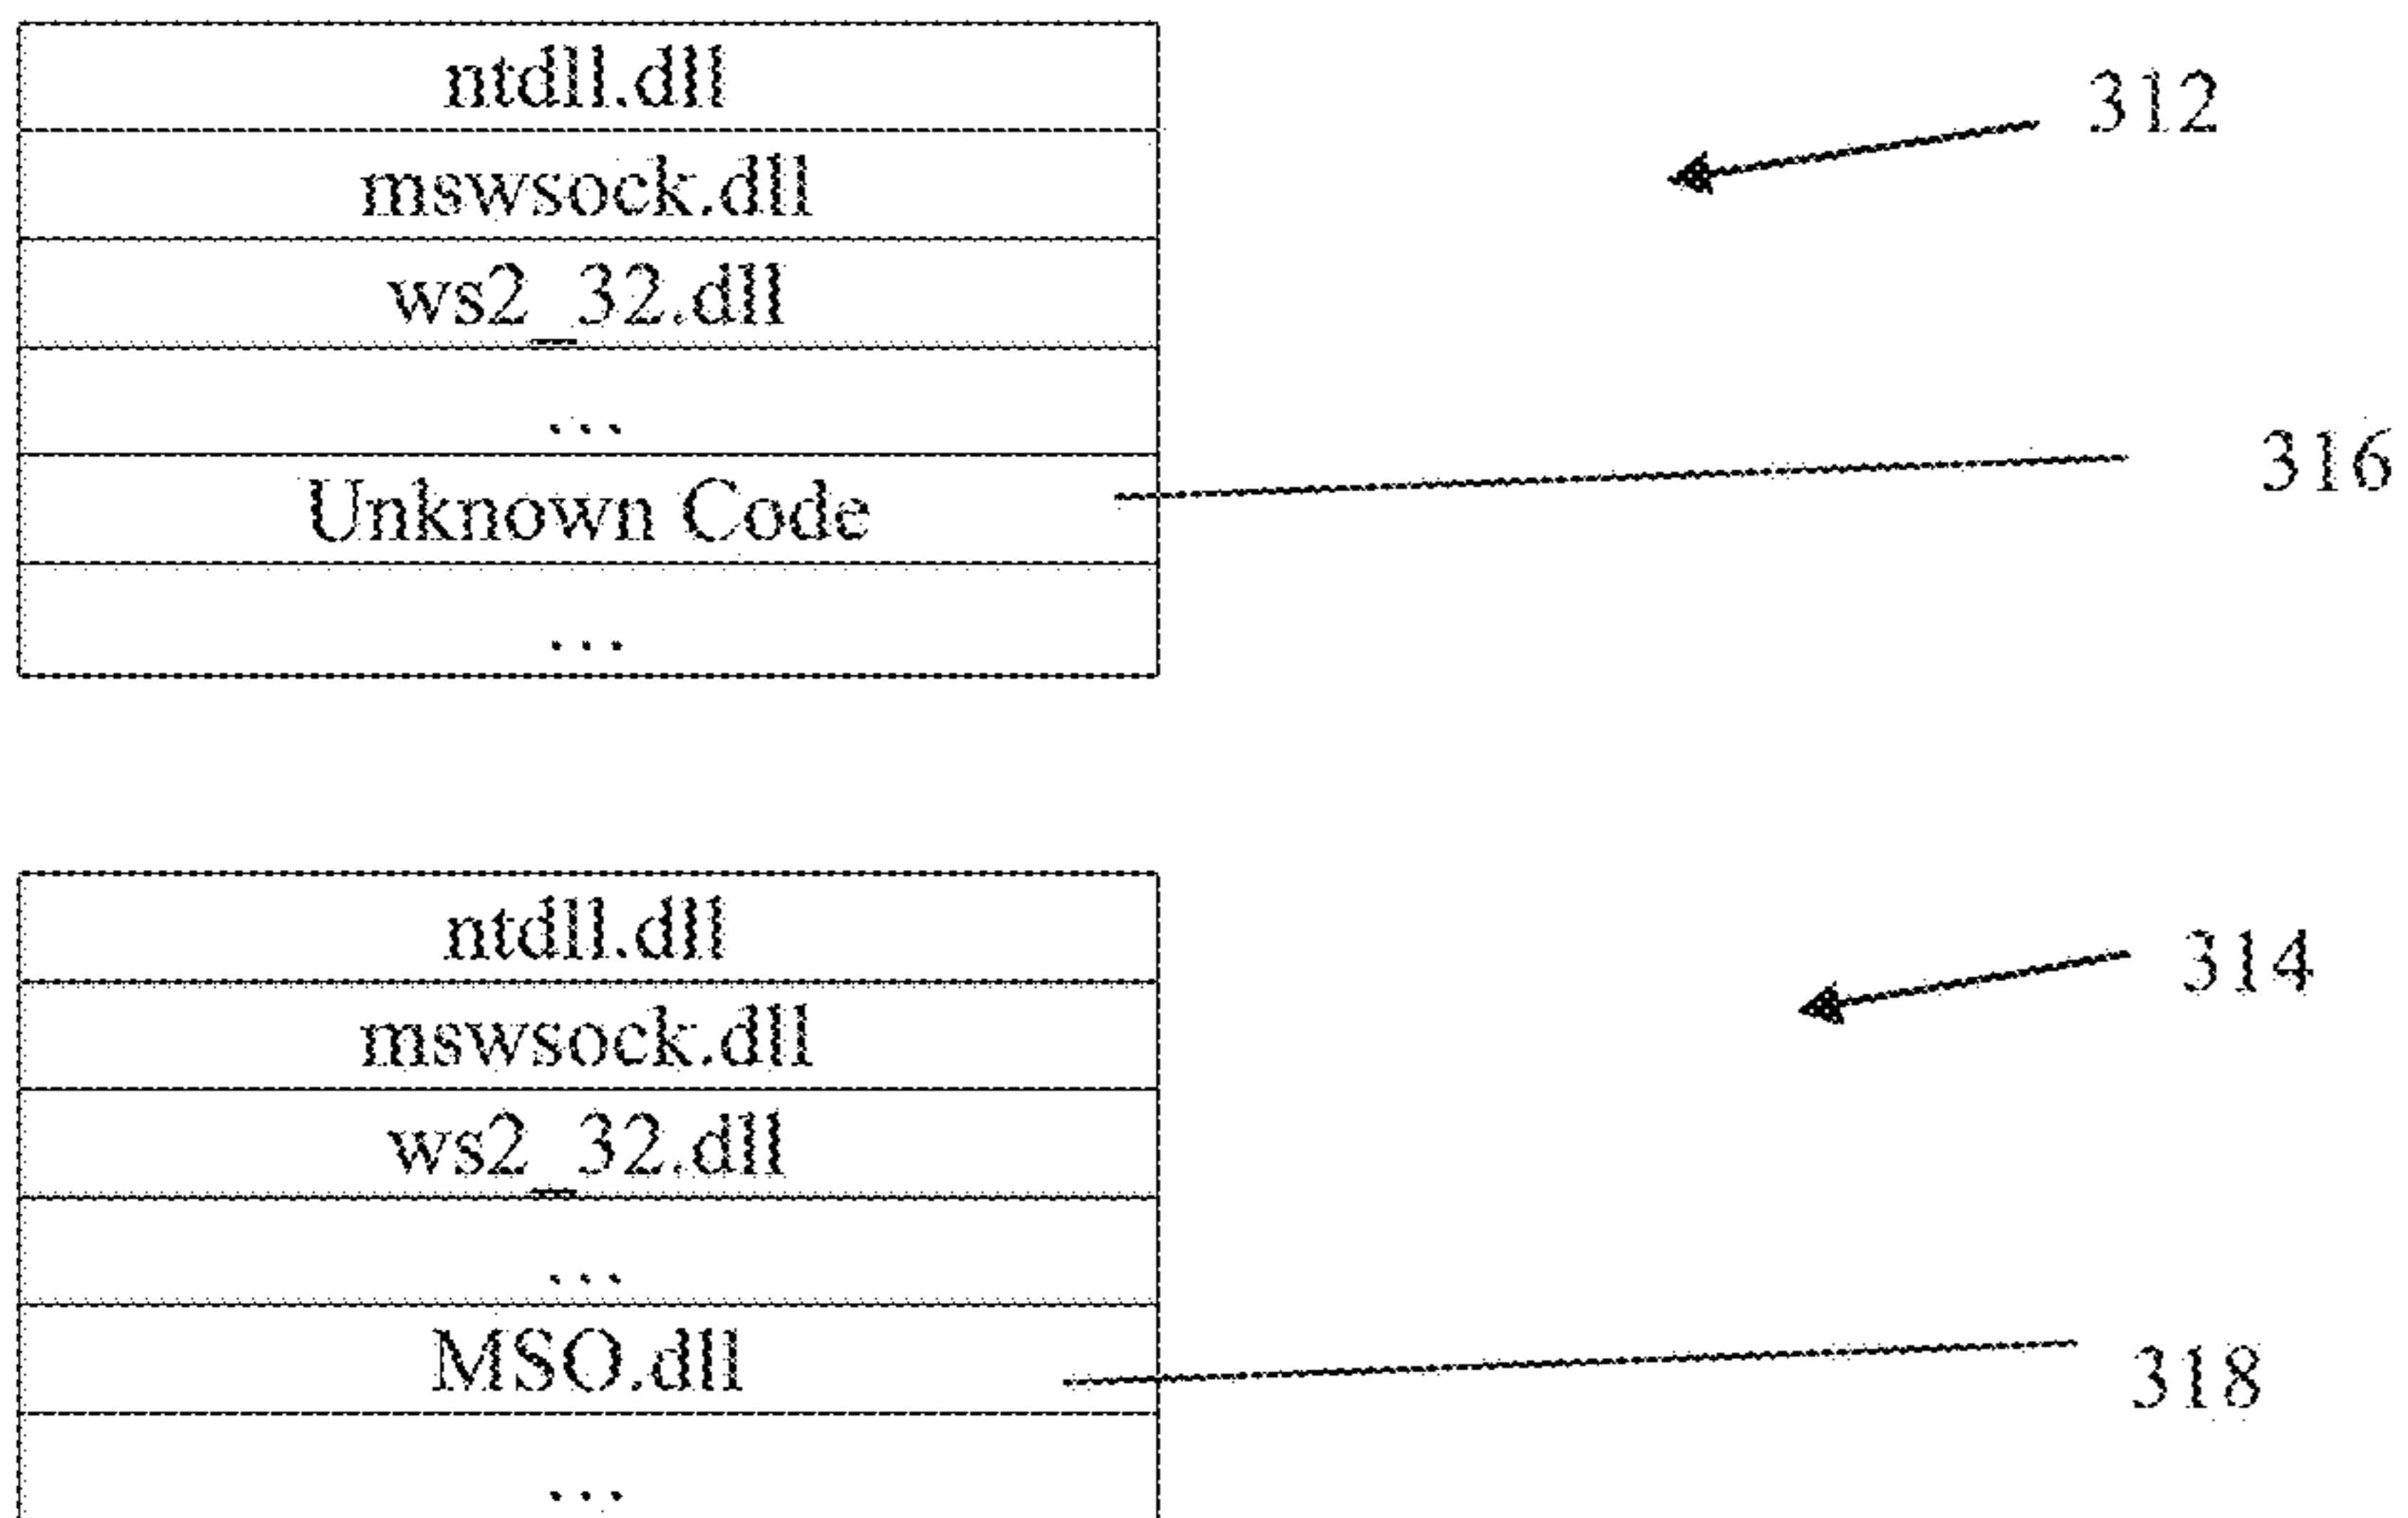 ntdll.dll
312
mswsock.dll
ws2_32.dll
...
Unknown Code
316
...
ntdll.dll
314
mswsock.dll
ws2_32.dll
...
MSO.dll
318
...